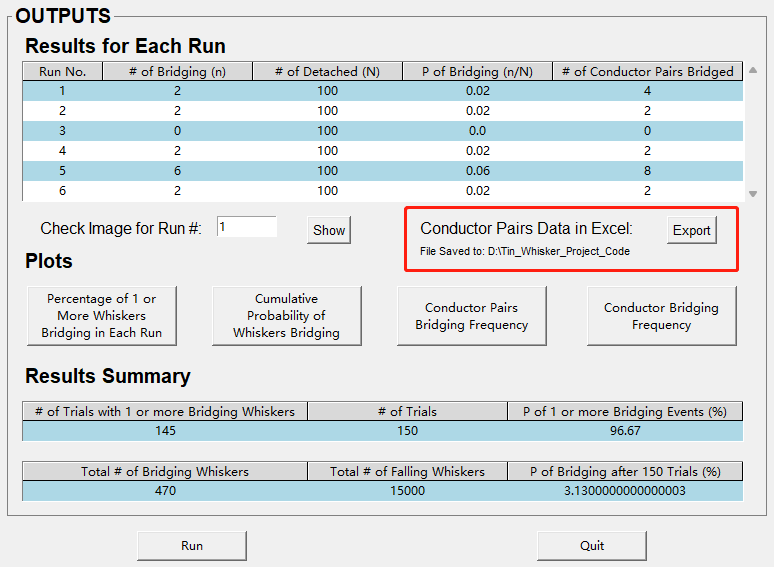 OUTPUTS
Results for Each Run
Run No. # of Bridging (n) # of Detached (N) P of Bridging (n/N) # of Conductor Pairs Bridged
1 2 100 0.02 4
2 2 100 0.02 2
3 0 100 0.0 0
4 2 100 0.02 2
5 6 100 0.06 8
6 2 100 0.02 2
Check Image for Run #: 1 Show
Conductor Pairs Data in Excel: Export
File Saved to: D:\Tin_Whisker_Project_Code
Plots
Percentage of 1 or
More Whiskers
Bridging in Each Run
Cumulative
Probability of
Whiskers Bridging
Conductor Pairs
Bridging Frequency
Conductor Bridging
Frequency
Results Summary
# of Trials with 1 or more Bridging Whiskers # of Trials P of 1 or more Bridging Events (%)
145 150 96.67
Total # of Bridging Whiskers Total # of Falling Whiskers P of Bridging after 150 Trials (%)
470 15000 3.1300000000000003
Run Quit